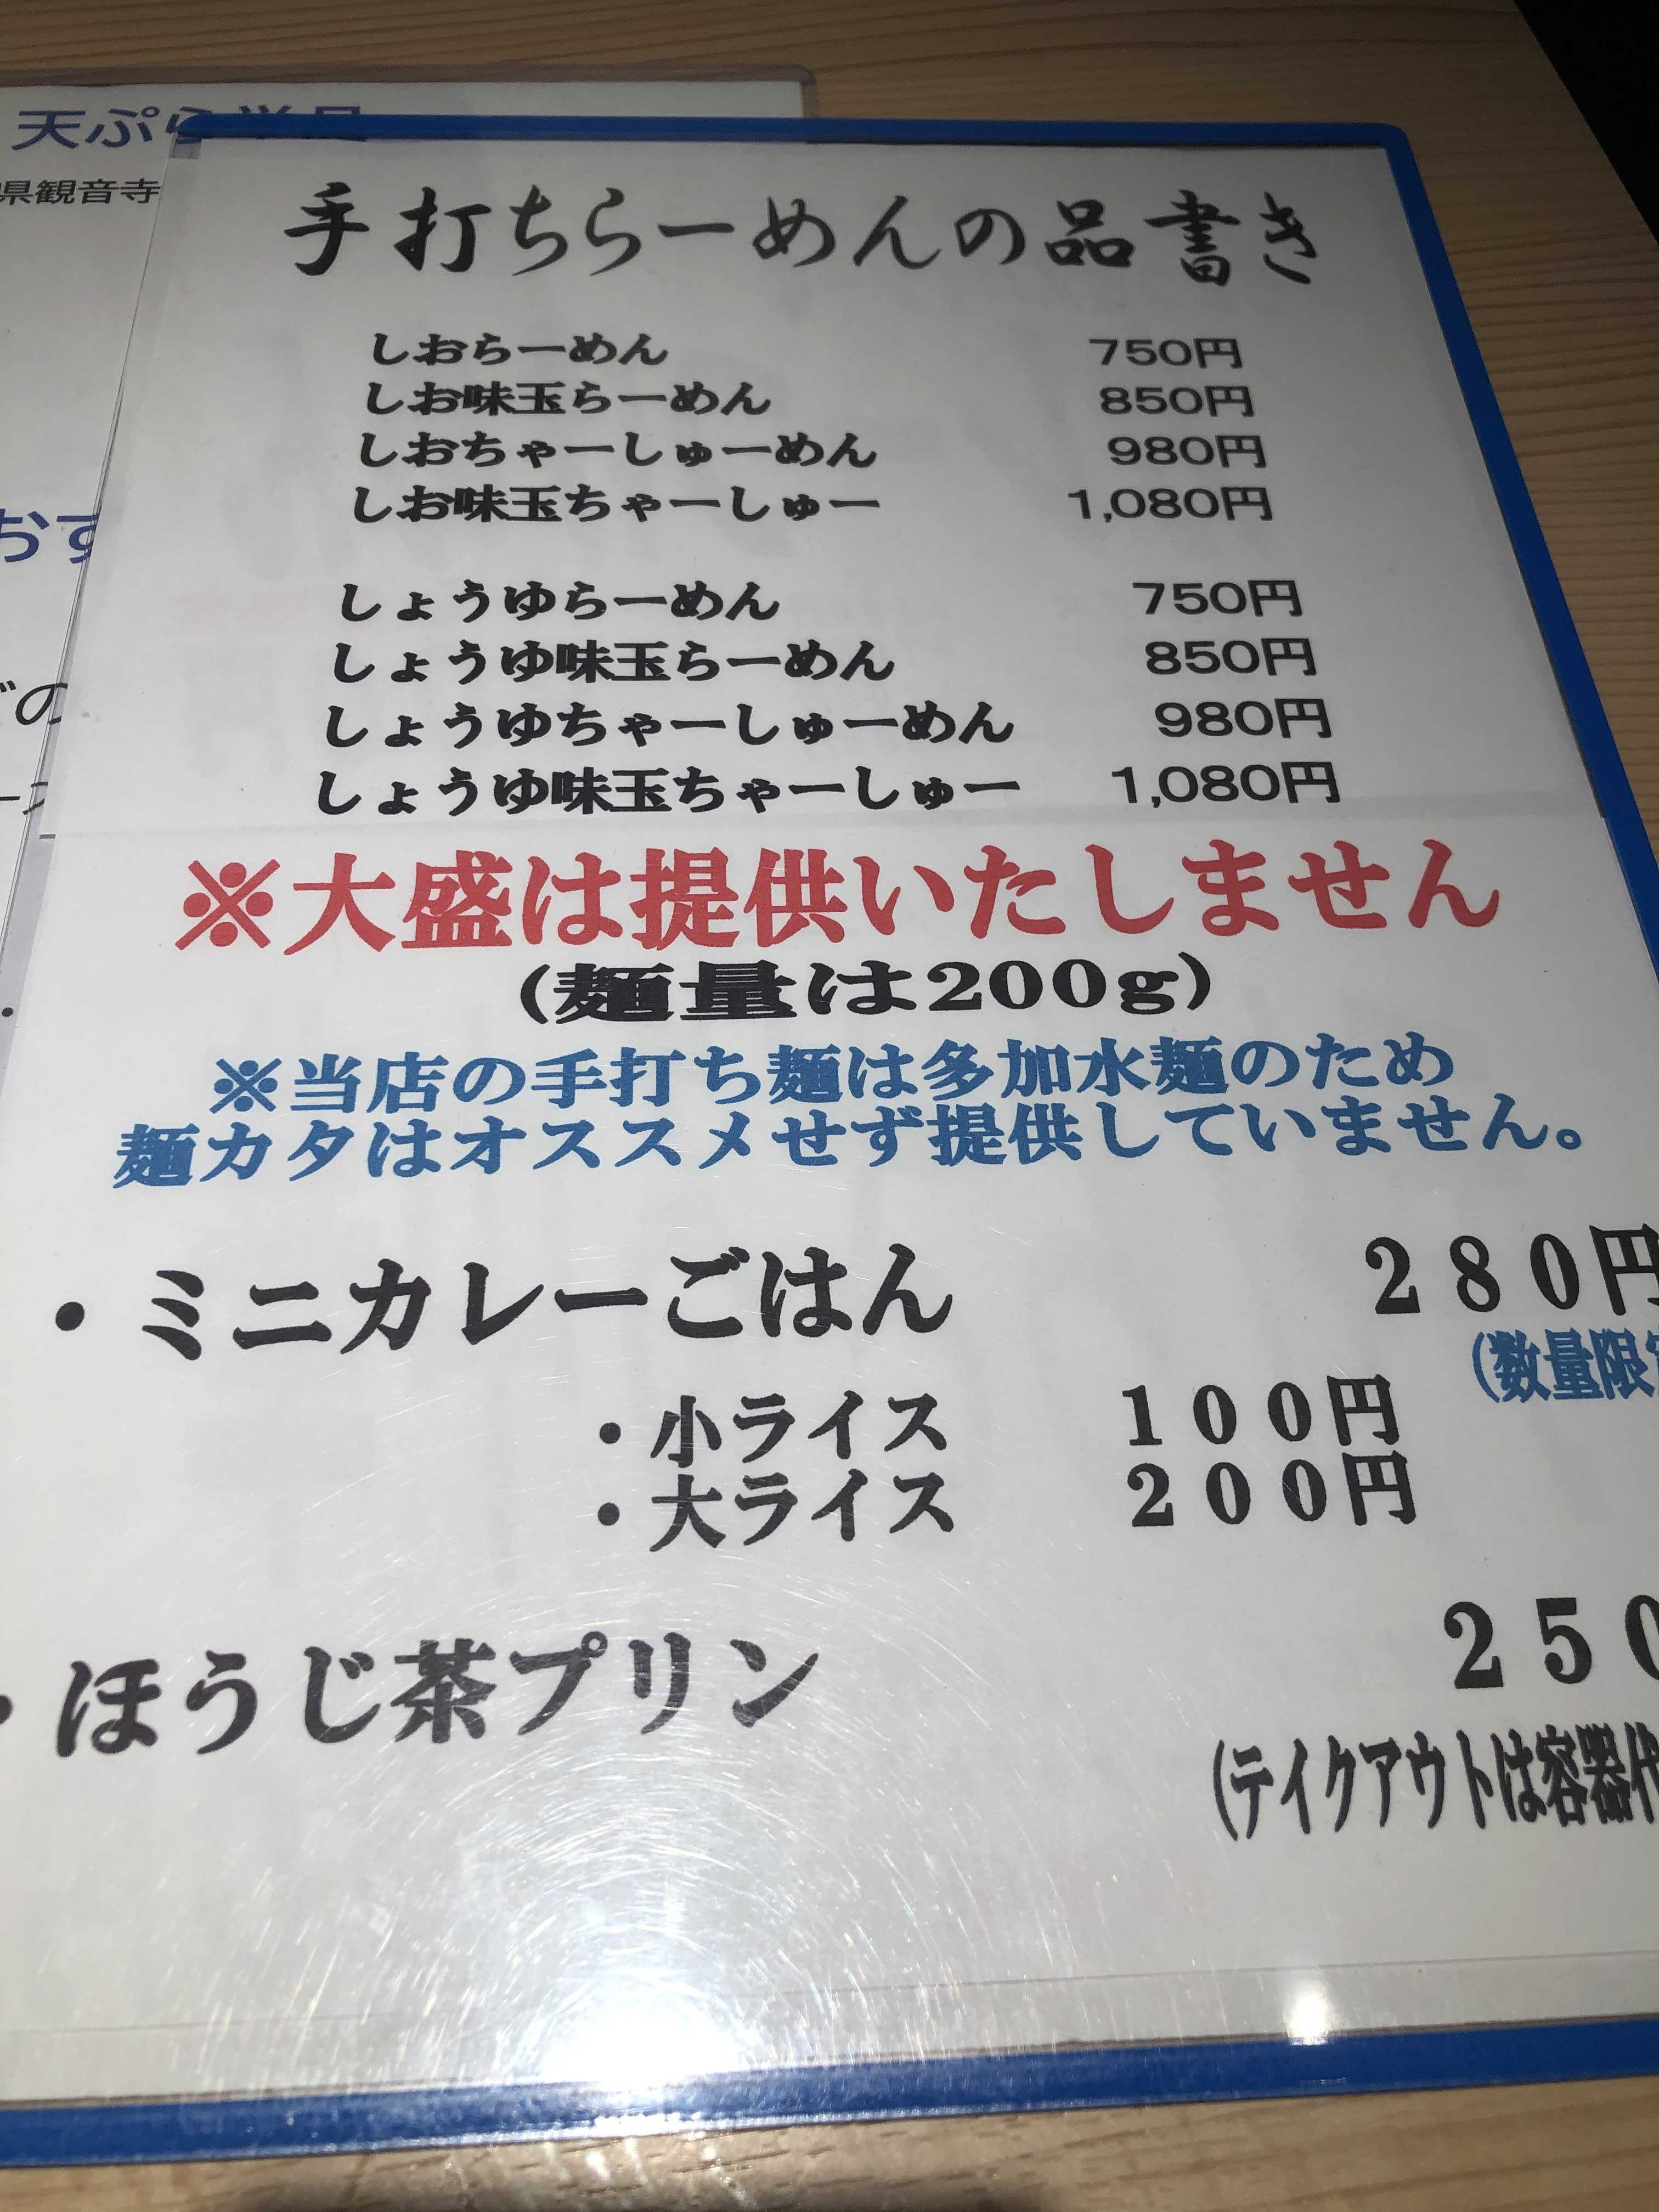 天ぷら
県観音寺
手打ちらーめんの品書き
しおらーめん 750円
しお味玉らーめん 850円
しおちゃーしゅーめん 980円
しお味玉ちゃーしゅー 1,080円
おす
しょうゆらーめん 750円
しょうゆ味玉らーめん 850円
どの
しょうゆちゃーしゅーめん 980円
しょうゆ味玉ちゃーしゅー 1,080円
※大盛は提供いたしません
(麺量は200g)
※当店の手打ち麺は多加水麺のため
麺カタはオススメせず提供していません。
・ミニカレーごはん 280円
(数量限定
・小ライス 100円
・大ライス 200円
・ほうじ茶プリン 250
(テイクアウトは容器代